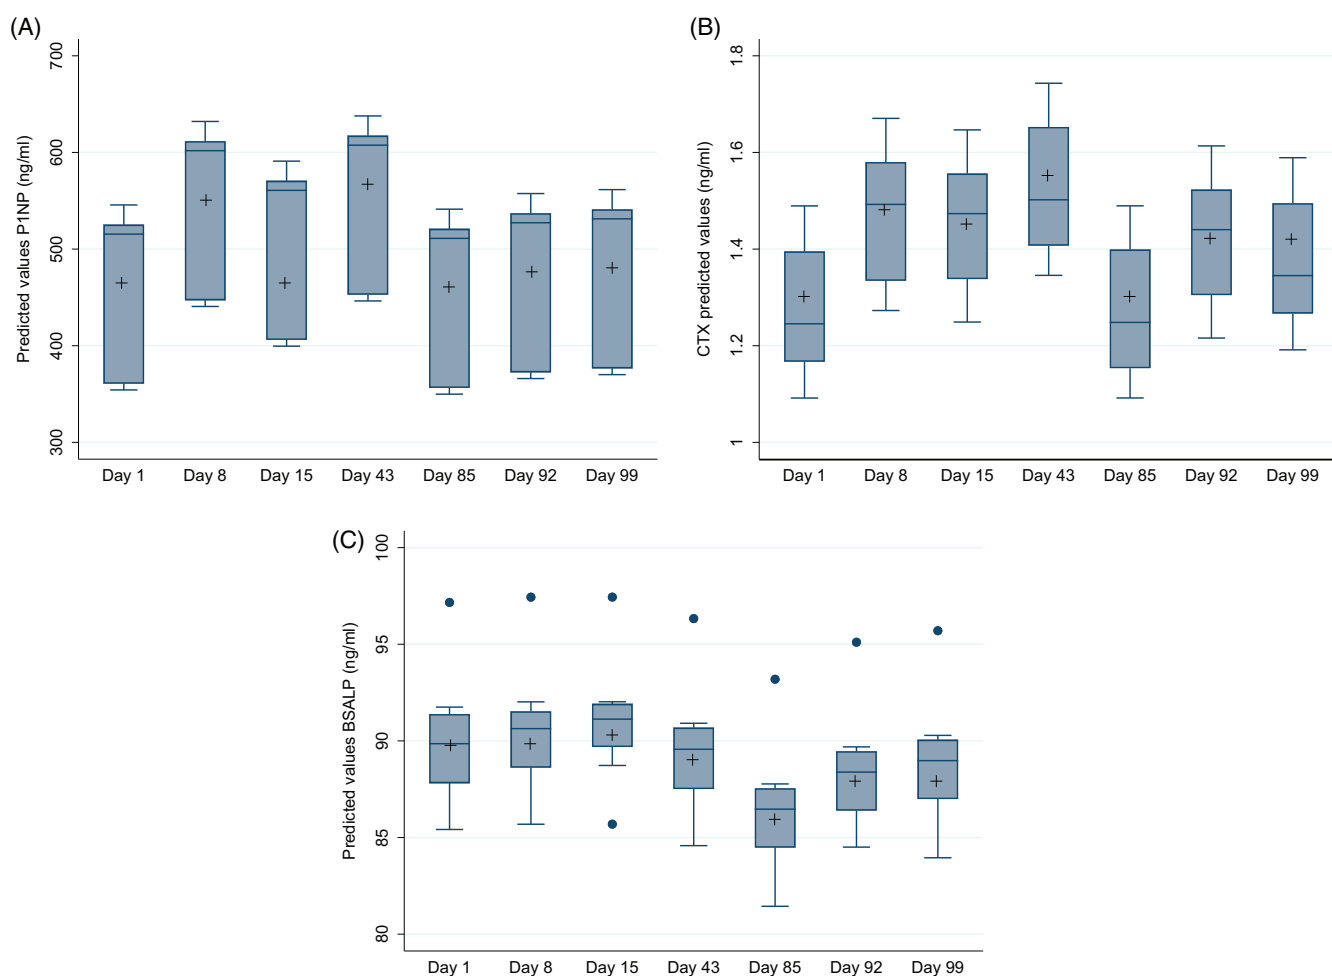 (A)
700
600
500
400
300
Predicted values P1NP (ng/ml)
Day 1 Day 8 Day 15 Day 43 Day 85 Day 92 Day 99
(B)
1.8
1.6
1.4
1.2
1
CTX predicted values (ng/ml)
Day 1 Day 8 Day 15 Day 43 Day 85 Day 92 Day 99
(C)
100
95
90
85
80
Predicted values BSALP (ng/ml)
Day 1 Day 8 Day 15 Day 43 Day 85 Day 92 Day 99